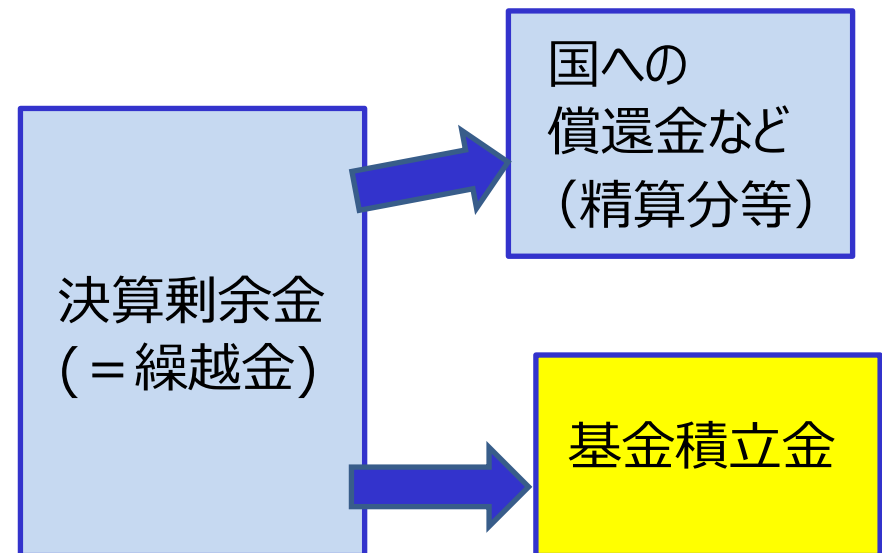 国への
償還金など
（精算分等）
決算剰余金
(＝繰越金)
基金積立金